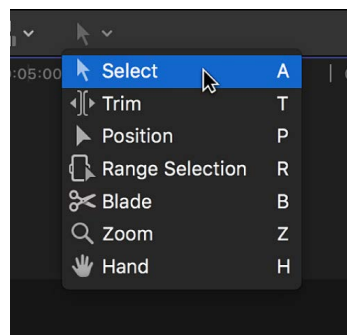 :05:00
Select A
Trim T
Position P
Range Selection R
Blade B
Zoom Z
Hand H